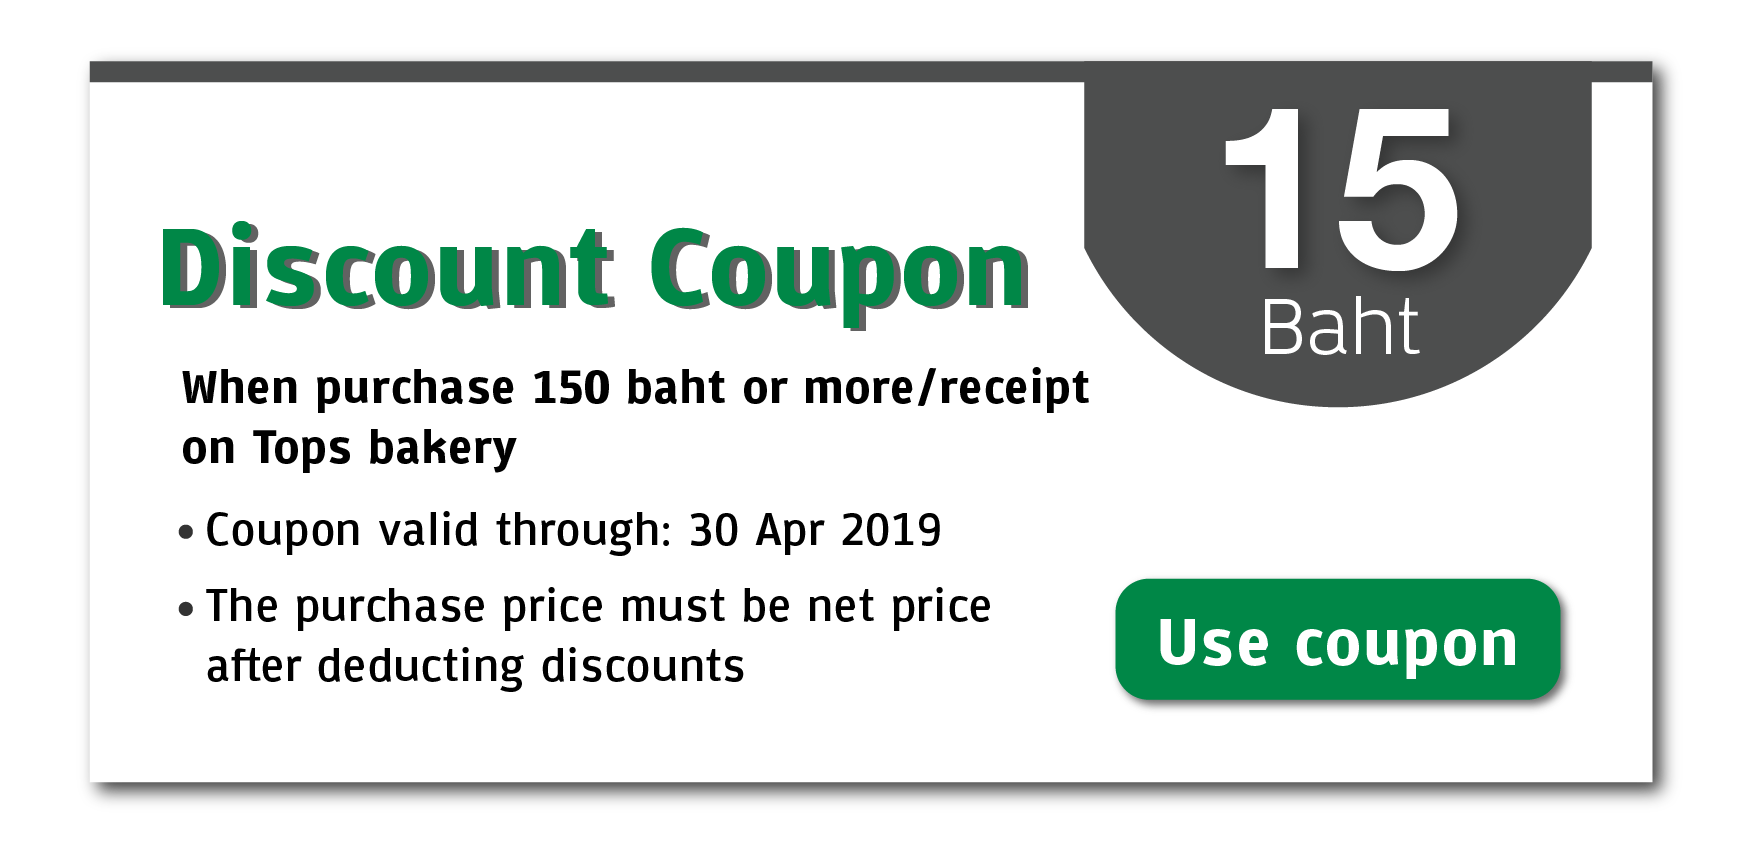 15
Baht
Discount Coupon
When purchase 150 baht or more/receipt
on Tops bakery
• Coupon valid through: 30 Apr 2019
• The purchase price must be net price
after deducting discounts
Use coupon